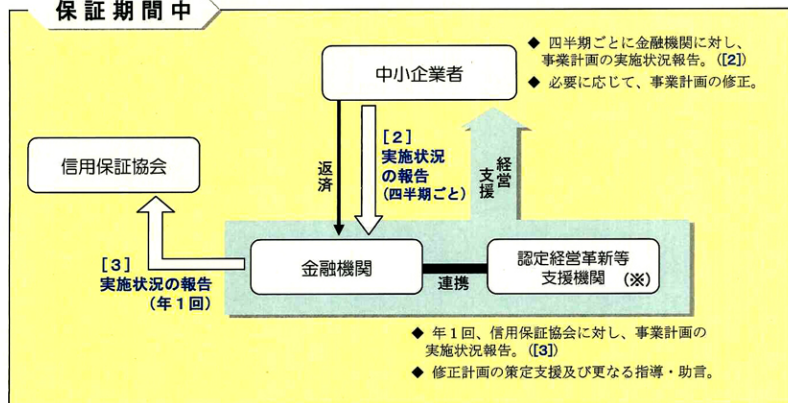 保証期間中
◆ 四半期ごとに金融機関に対し、
事業計画の実施状況報告。([2])
◆ 必要に応じて、事業計画の修正。
中小企業者
[2]
実施状況
の報告
(四半期ごと)
返済
経営
支援
信用保証協会
[3]
実施状況の報告
(年1回)
金融機関
連携
認定経営革新等
支援機関 (※)
◆ 年1回、信用保証協会に対し、事業計画の
実施状況報告。([3])
◆ 修正計画の策定支援及び更なる指導・助言。